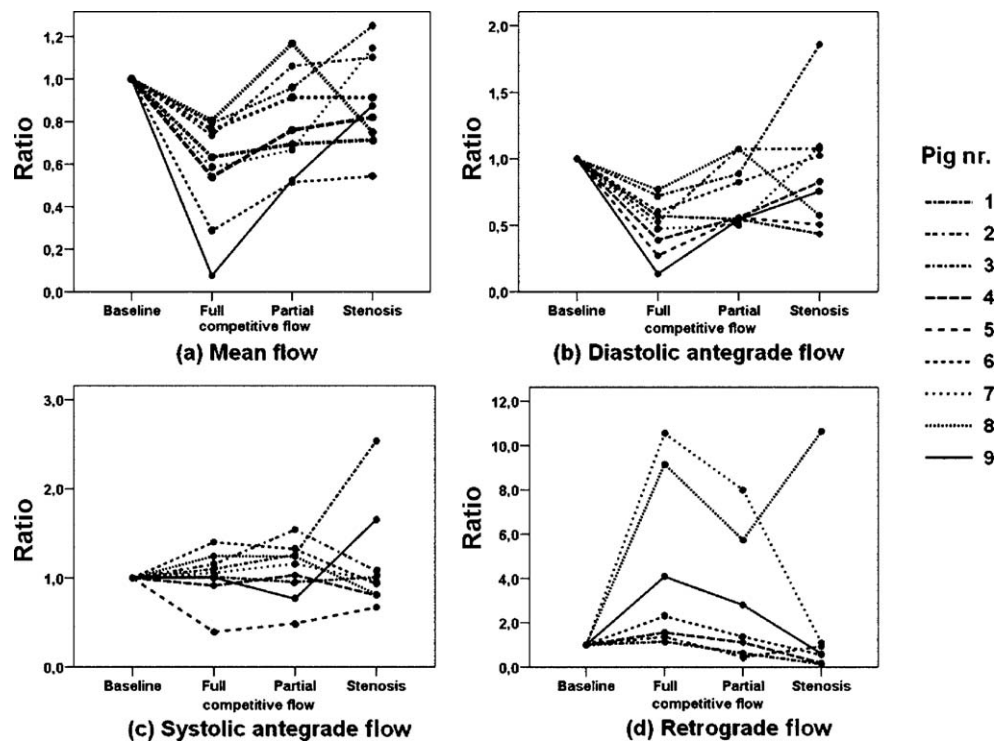 Ratio
1,2
1,0
0,8
0,6
0,4
0,2
0,0
Baseline Full Partial Stenosis
competitive flow
(a) Mean flow
Ratio
2,0
1,5
1,0
0,5
0,0
Baseline Full Partial Stenosis
competitive flow
(b) Diastolic antegrade flow
Pig nr.
1
2
3
4
5
6
7
8
9
Ratio
3,0
2,0
1,0
0,0
Baseline Full Partial Stenosis
competitive flow
(c) Systolic antegrade flow
Ratio
12,0
10,0
8,0
6,0
4,0
2,0
0,0
Baseline Full Partial Stenosis
competitive flow
(d) Retrograde flow